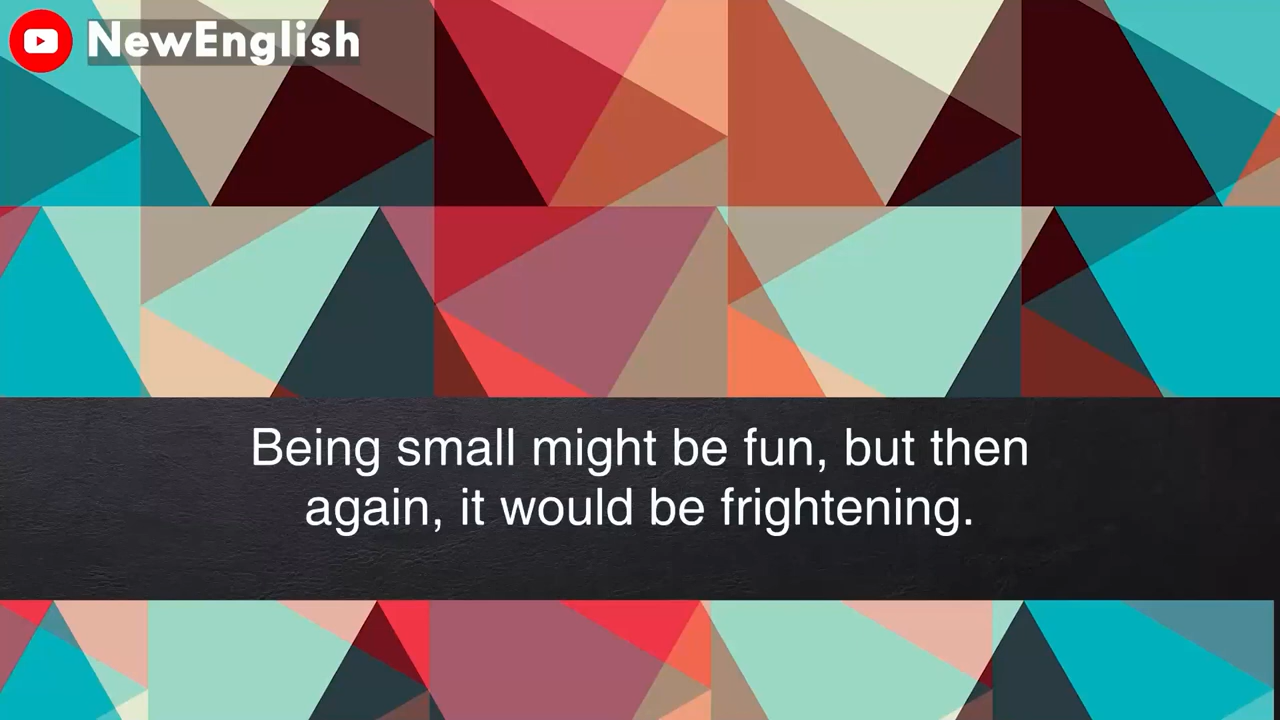 NewEnglish
Being small might be fun, but then
again, it would be frightening.